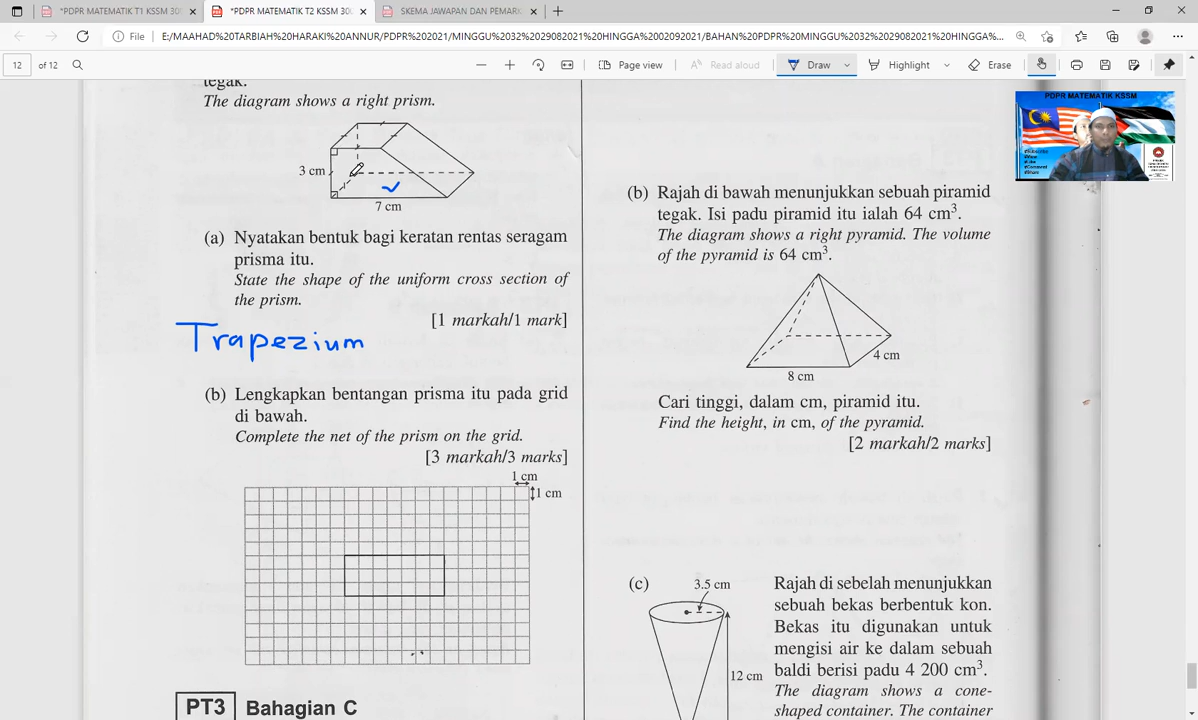 *PDPR MATEMATIK T1 KSSM 30
*PDPR MATEMATIK T2 KSSM 30
SKEMA JAWAPAN DAN PEMARK
File
E:/MAAHAD%20TARBIAH%20HARAKI%20ANNUR/PDPR%202021/MINGGU%2032%2029082021%20HINGGA%2002092021/BAHAN%20PDPR%20MINGGU%2032%2029082021%20HINGGA%...
12 of 12
Page view
Read aloud
Draw
Highlight
Erase
PDPR MATEMATIK KSSM
tegak.
The diagram shows a right prism.
3 cm
7 cm
(a) Nyatakan bentuk bagi keratan rentas seragam
prisma itu.
State the shape of the uniform cross section of
the prism.
[1 markah/1 mark]
Trapezium
(b) Lengkapkan bentangan prisma itu pada grid
di bawah.
Complete the net of the prism on the grid.
[3 markah/3 marks]
1 cm
1 cm
PT3 Bahagian C
(b) Rajah di bawah menunjukkan sebuah piramid
tegak. Isi padu piramid itu ialah 64 cm³.
The diagram shows a right pyramid. The volume
of the pyramid is 64 cm³.
4 cm
8 cm
Cari tinggi, dalam cm, piramid itu.
Find the height, in cm, of the pyramid.
[2 markah/2 marks]
(c)
3.5 cm
12 cm
Rajah di sebelah menunjukkan
sebuah bekas berbentuk kon.
Bekas itu digunakan untuk
mengisi air ke dalam sebuah
baldi berisi padu 4 200 cm³.
The diagram shows a cone-
shaped container. The container